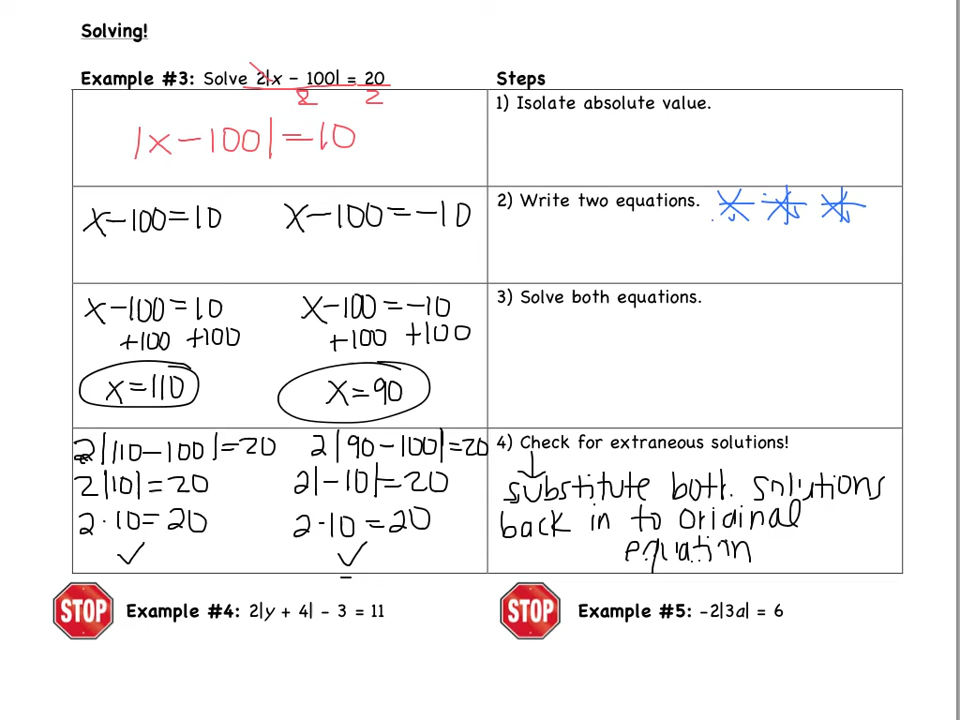 Solving!
Example #3: Solve 2|x - 100| = 20
2 2
Steps
|x-100|=10
1) Isolate absolute value.
x-100=10 x-100=-10
2) Write two equations.
x-100=10 x-100=-10
+100 +100 +100 +100
x=110 x=90
3) Solve both equations.
2|110-100|=20 2|90-100|=20
2|10|=20 2|-10|=20
2·10=20 2·10=20
4) Check for extraneous solutions!
substitute both solutions
back in to original
equation
STOP Example #4: 2|y + 4| - 3 = 11
STOP Example #5: -2|3a| = 6